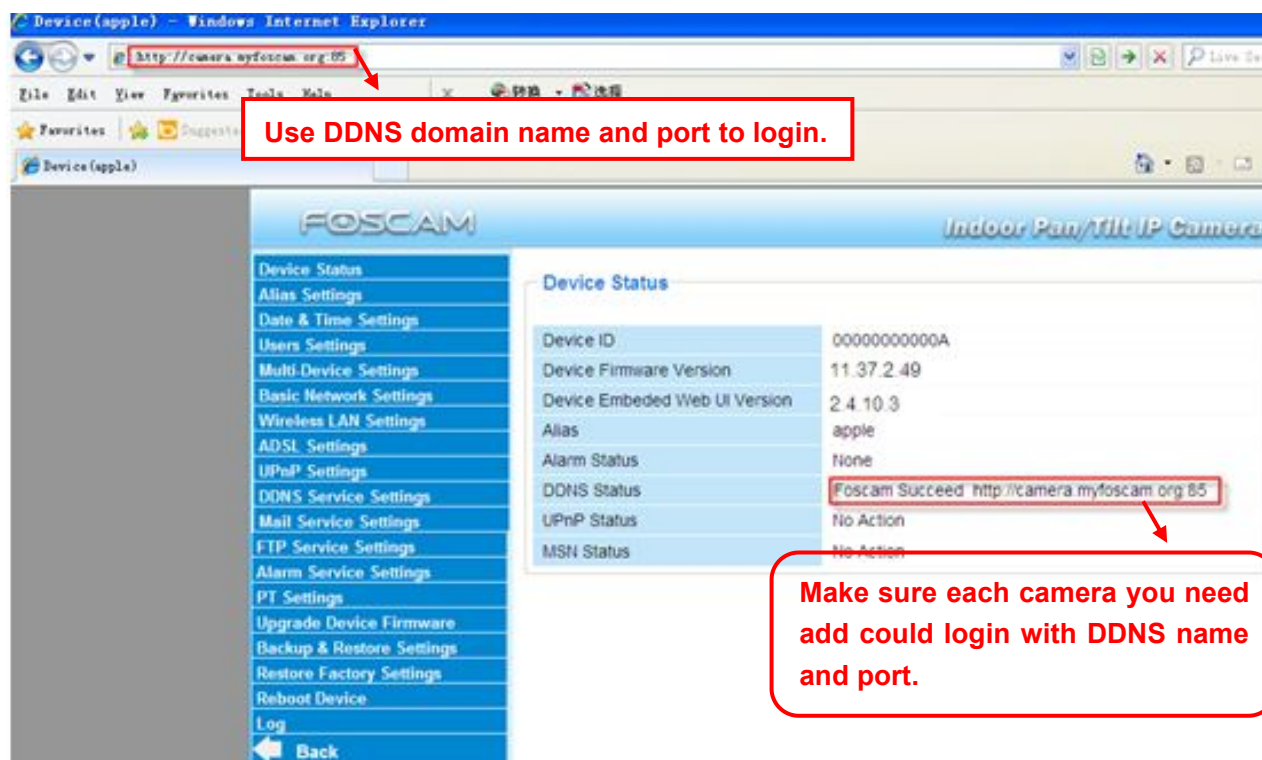 Device(apple) - Windows Internet Explorer
http://camera.myfoscam.org:85
File Edit View Favorites Tools Help x 转换 选择
Favorites
Use DDNS domain name and port to login.
Device(apple)
FOSCAM
Indoor Pan/Tilt IP Camera
Device Status
Alias Settings
Date & Time Settings
Users Settings
Multi-Device Settings
Basic Network Settings
Wireless LAN Settings
ADSL Settings
UPnP Settings
DDNS Service Settings
Mail Service Settings
FTP Service Settings
Alarm Service Settings
PT Settings
Upgrade Device Firmware
Backup & Restore Settings
Restore Factory Settings
Reboot Device
Log
Back
Device Status
Device ID 00000000000A
Device Firmware Version 11.37.2.49
Device Embeded Web UI Version 2.4.10.3
Alias apple
Alarm Status None
DDNS Status Foscam Succeed http://camera.myfoscam.org:85
UPnP Status No Action
MSN Status No Action
Make sure each camera you need
add could login with DDNS name
and port.